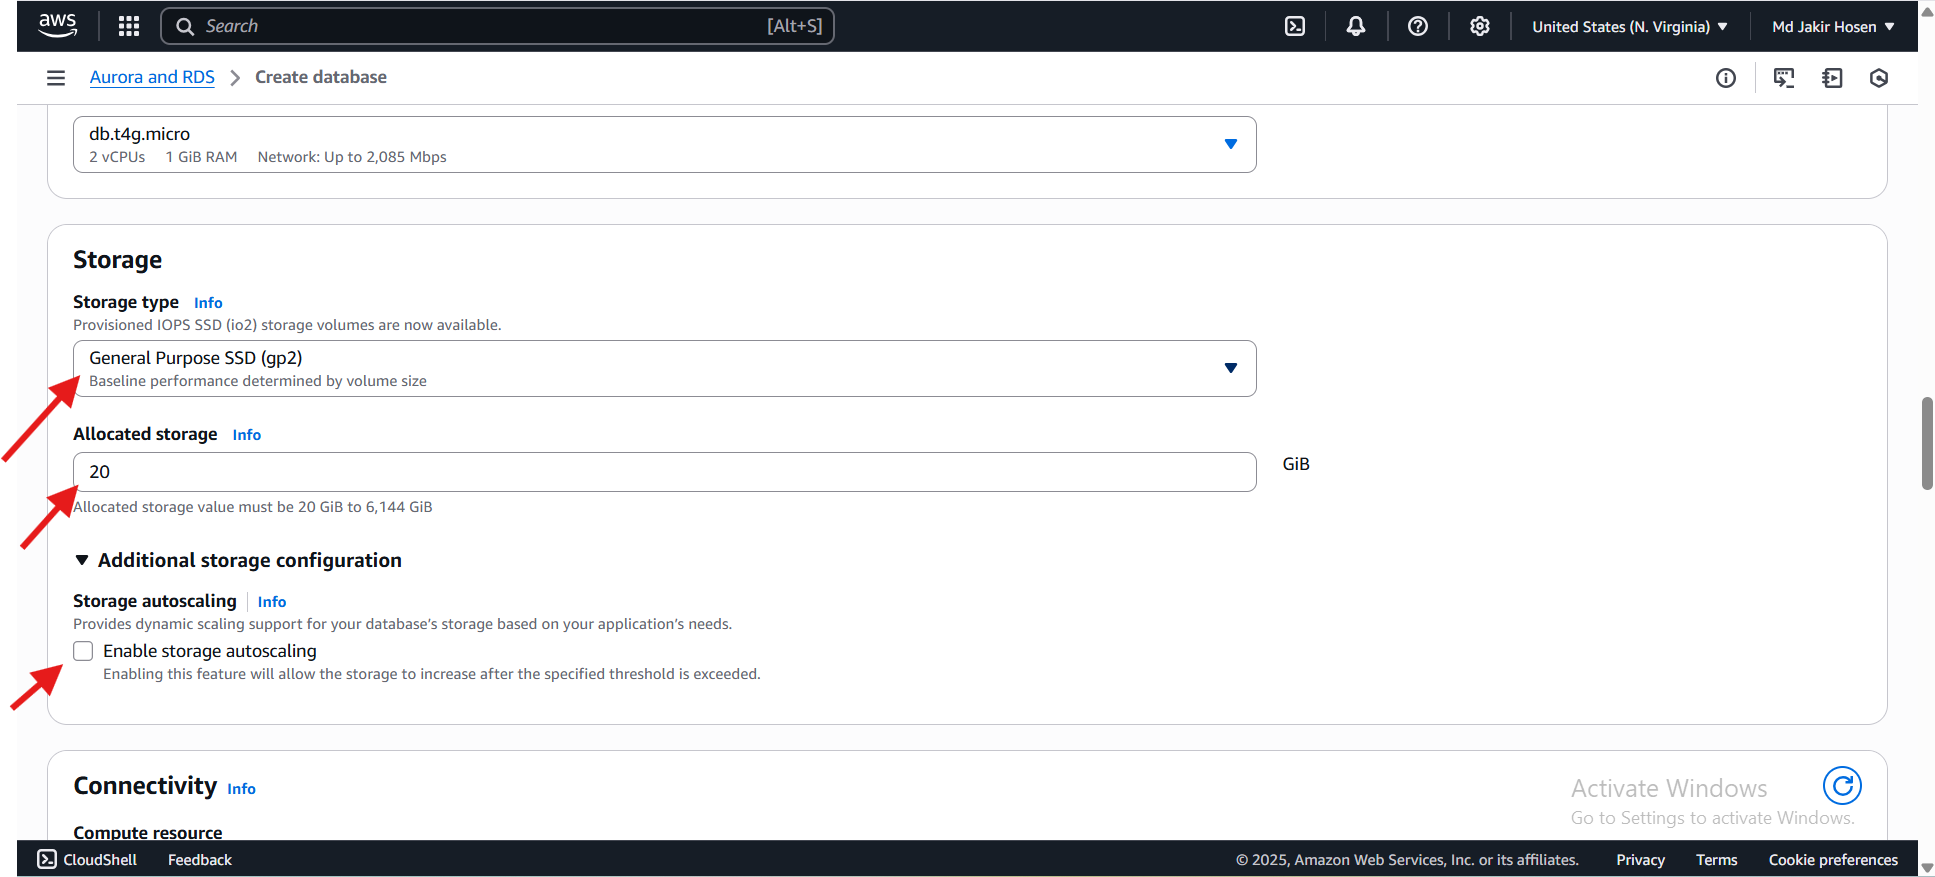 aws
Search [Alt+S]
United States (N. Virginia)
Md Jakir Hosen
Aurora and RDS
Create database
db.t4g.micro
2 vCPUs 1 GiB RAM Network: Up to 2,085 Mbps
Storage
Storage type Info
Provisioned IOPS SSD (io2) storage volumes are now available.
General Purpose SSD (gp2)
Baseline performance determined by volume size
Allocated storage Info
20
GiB
Allocated storage value must be 20 GiB to 6,144 GiB
Additional storage configuration
Storage autoscaling Info
Provides dynamic scaling support for your database's storage based on your application's needs.
Enable storage autoscaling
Enabling this feature will allow the storage to increase after the specified threshold is exceeded.
Connectivity Info
Compute resource
Activate Windows
Go to Settings to activate Windows.
CloudShell
Feedback
© 2025, Amazon Web Services, Inc. or its affiliates.
Privacy
Terms
Cookie preferences